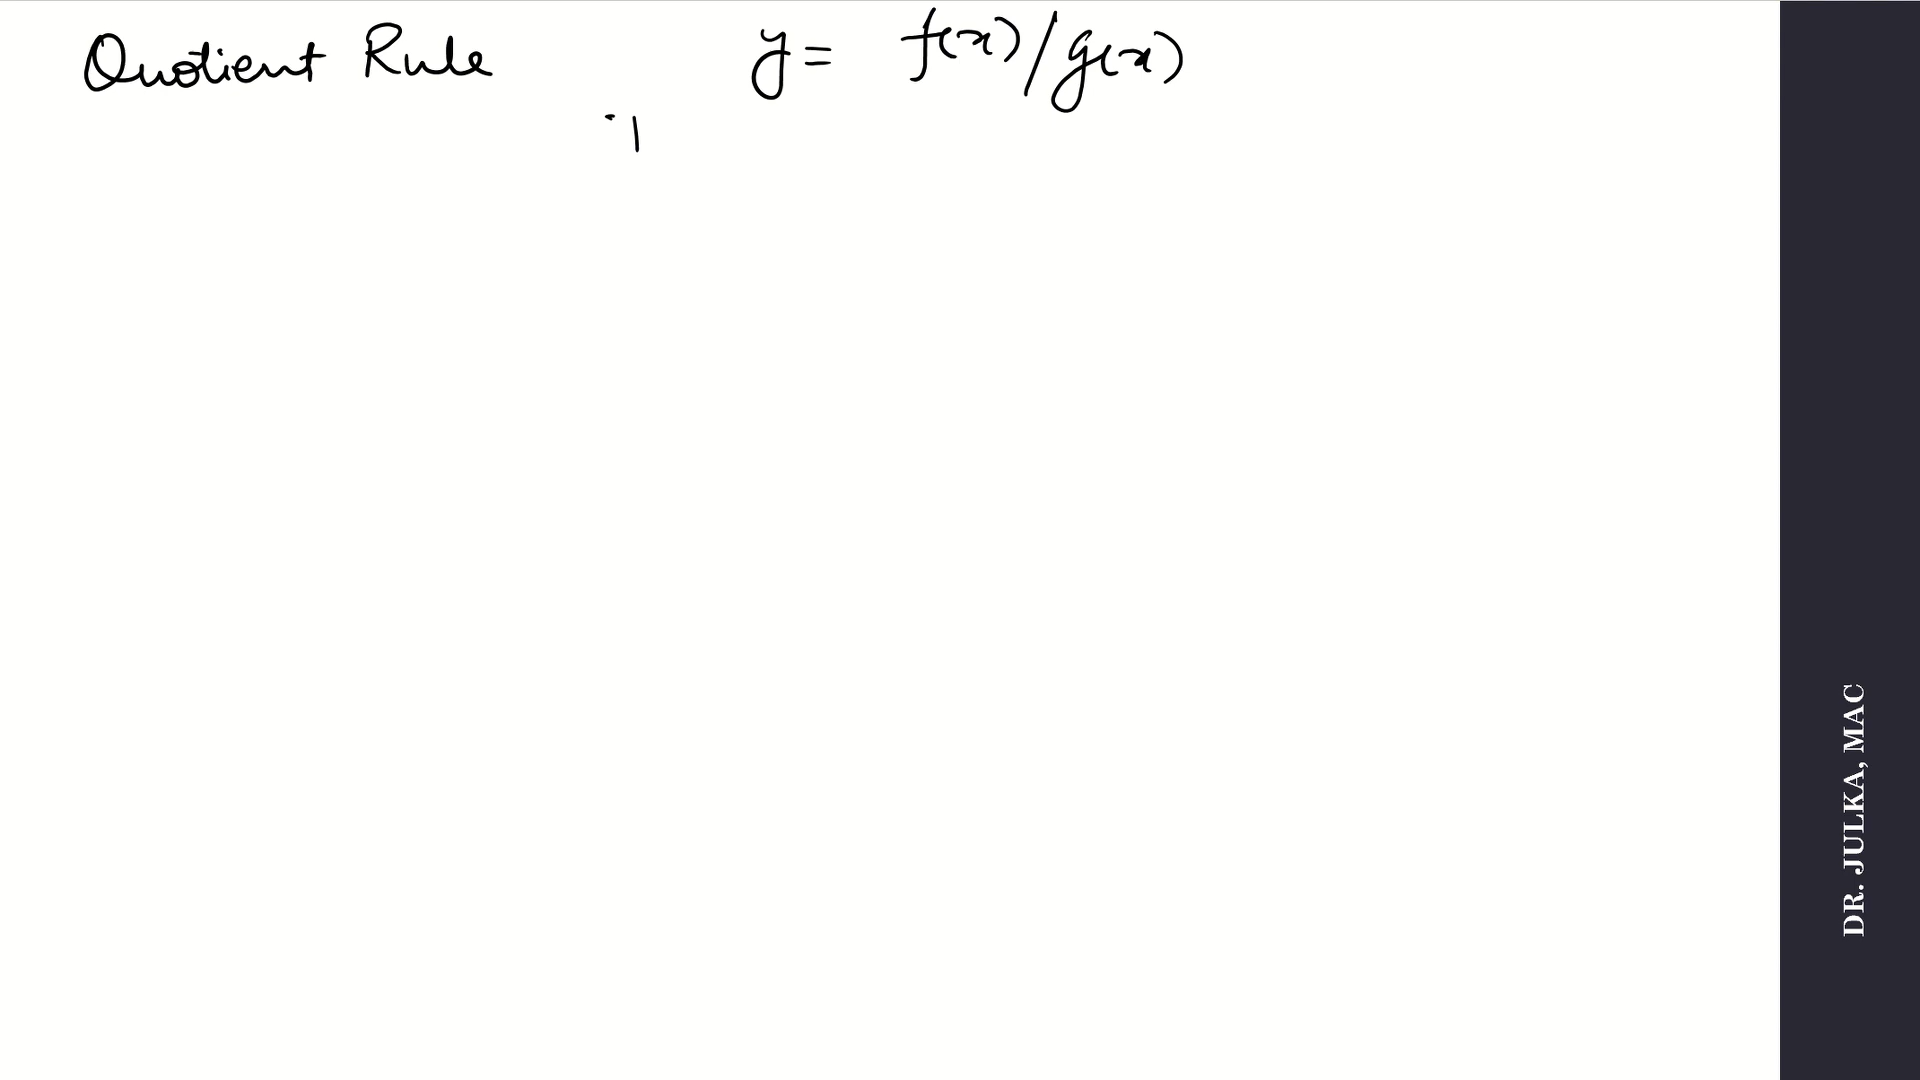 Quotient Rule y = f(x)/g(x)
DR. JULKA, MAC